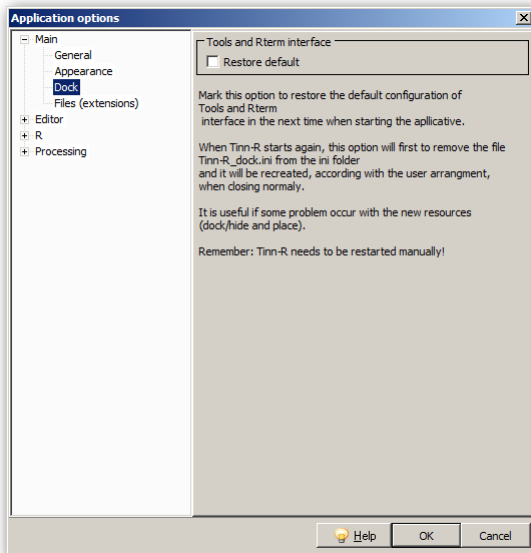 Application options
Main
General
Appearance
Dock
Files (extensions)
Editor
R
Processing
Tools and Rterm interface
Restore default
Mark this option to restore the default configuration of
Tools and Rterm
interface in the next time when starting the apllicative.
When Tinn-R starts again, this option will first to remove the file
Tinn-R_dock.ini from the ini folder
and it will be recreated, according with the user arrangment,
when closing normaly.
It is useful if some problem occur with the new resources
(dock/hide and place).
Remember: Tinn-R needs to be restarted manually!
Help
OK
Cancel